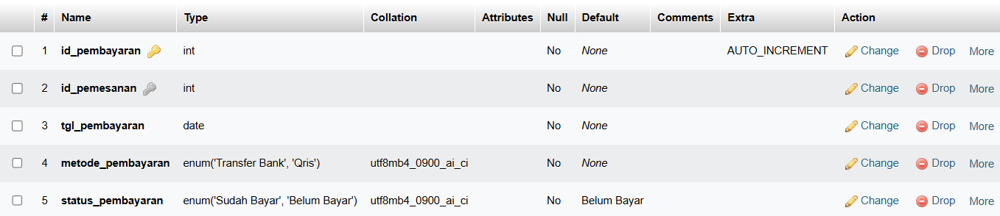 # Name Type Collation Attributes Null Default Comments Extra Action
1 id_pembayaran int No None AUTO_INCREMENT Change Drop More
2 id_pemesanan int No None Change Drop More
3 tgl_pembayaran date No None Change Drop More
4 metode_pembayaran enum('Transfer Bank', 'Qris') utf8mb4_0900_ai_ci No None Change Drop More
5 status_pembayaran enum('Sudah Bayar', 'Belum Bayar') utf8mb4_0900_ai_ci No Belum Bayar Change Drop More